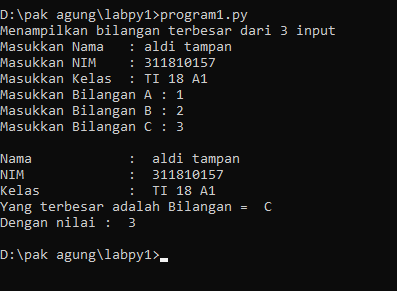 D:\pak agung\labpy1>program1.py
Menampilkan bilangan terbesar dari 3 input
Masukkan Nama   : aldi tampan
Masukkan NIM    : 311810157
Masukkan Kelas  : TI 18 A1
Masukkan Bilangan A : 1
Masukkan Bilangan B : 2
Masukkan Bilangan C : 3
Nama            :  aldi tampan
NIM             :  311810157
Kelas           :  TI 18 A1
Yang terbesar adalah Bilangan =  C
Dengan nilai :  3
D:\pak agung\labpy1>